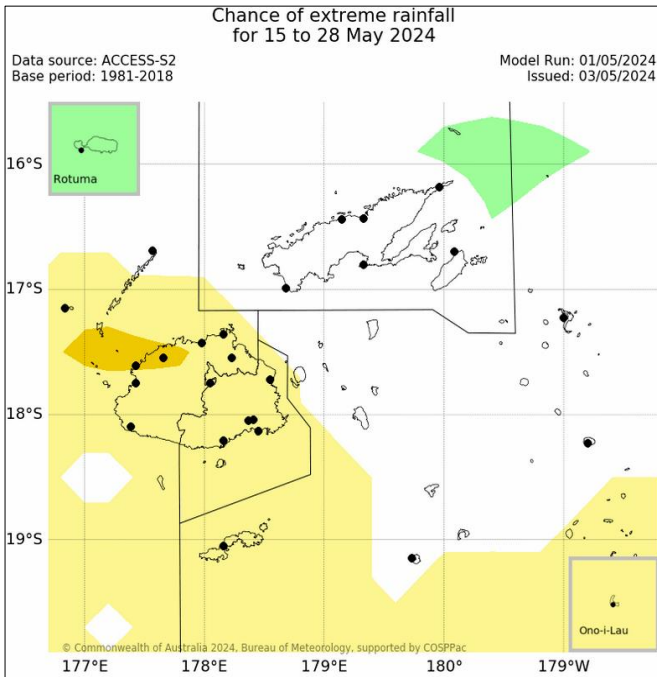 Chance of extreme rainfall
for 15 to 28 May 2024
Data source: ACCESS-S2
Base period: 1981-2018
Model Run: 01/05/2024
Issued: 03/05/2024
Rotuma
16°S
17°S
18°S
19°S
Ono-i-Lau
© Commonwealth of Australia 2024, Bureau of Meteorology, supported by COSPPac
177°E
178°E
179°E
180°
179°W